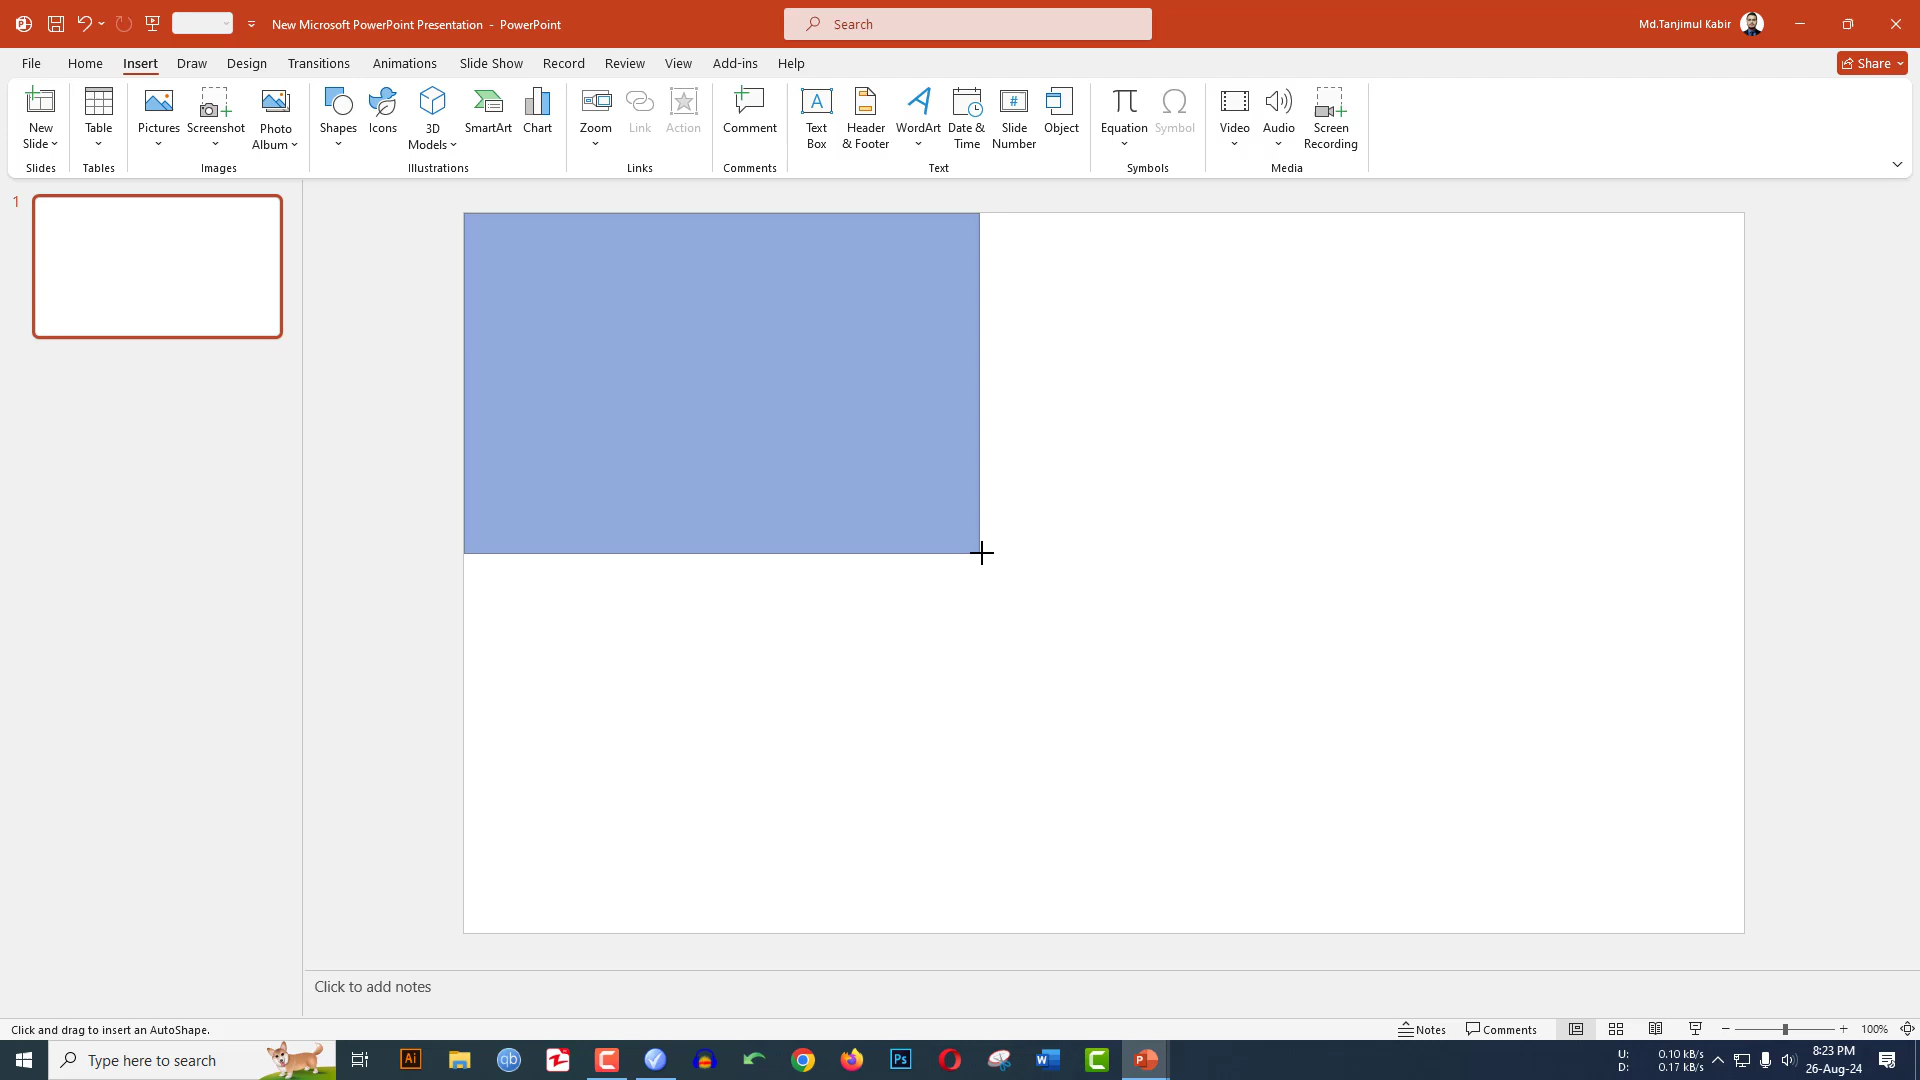 New Microsoft PowerPoint Presentation - PowerPoint
Search
Md.Tanjimul Kabir
File Home Insert Draw Design Transitions Animations Slide Show Record Review View Add-ins Help
Share
New Slide
Table
Pictures
Screenshot
Photo Album
Shapes
Icons
3D Models
SmartArt
Chart
Zoom
Link
Action
Comment
Text Box
Header & Footer
WordArt
Date & Time
Slide Number
Object
Equation
Symbol
Video
Audio
Screen Recording
Slides Tables Images Illustrations Links Comments Text Symbols Media
1
Click to add notes
Click and drag to insert an AutoShape.
Notes
Comments
100%
Type here to search
U: 0.10 kB/s
D: 0.17 kB/s
8:23 PM
26-Aug-24